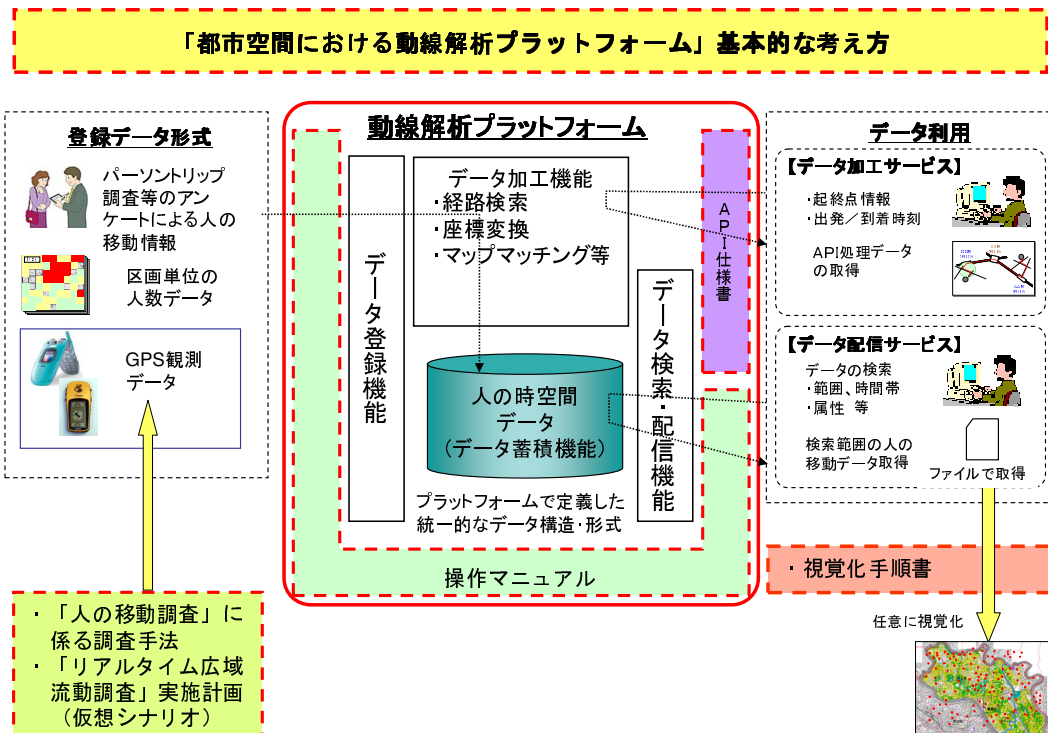 「都市空間における動線解析プラットフォーム」基本的な考え方
登録データ形式
パーソントリップ
調査等のアン
ケートによる人の
移動情報
区画単位の
人数データ
GPS観測
データ
・「人の移動調査」に
係る調査手法
・「リアルタイム広域
流動調査」実施計画
（仮想シナリオ）
動線解析プラットフォーム
データ登録機能
データ加工機能
・経路検索
・座標変換
・マップマッチング等
人の時空間
データ
（データ蓄積機能）
プラットフォームで定義した
統一的なデータ構造・形式
データ検索・配信機能
API仕様書
操作マニュアル
データ利用
【データ加工サービス】
・起終点情報
・出発／到着時刻
API処理データ
の取得
【データ配信サービス】
データの検索
・範囲、時間帯
・属性 等
検索範囲の人の
移動データ取得
ファイルで取得
・視覚化手順書
任意に視覚化